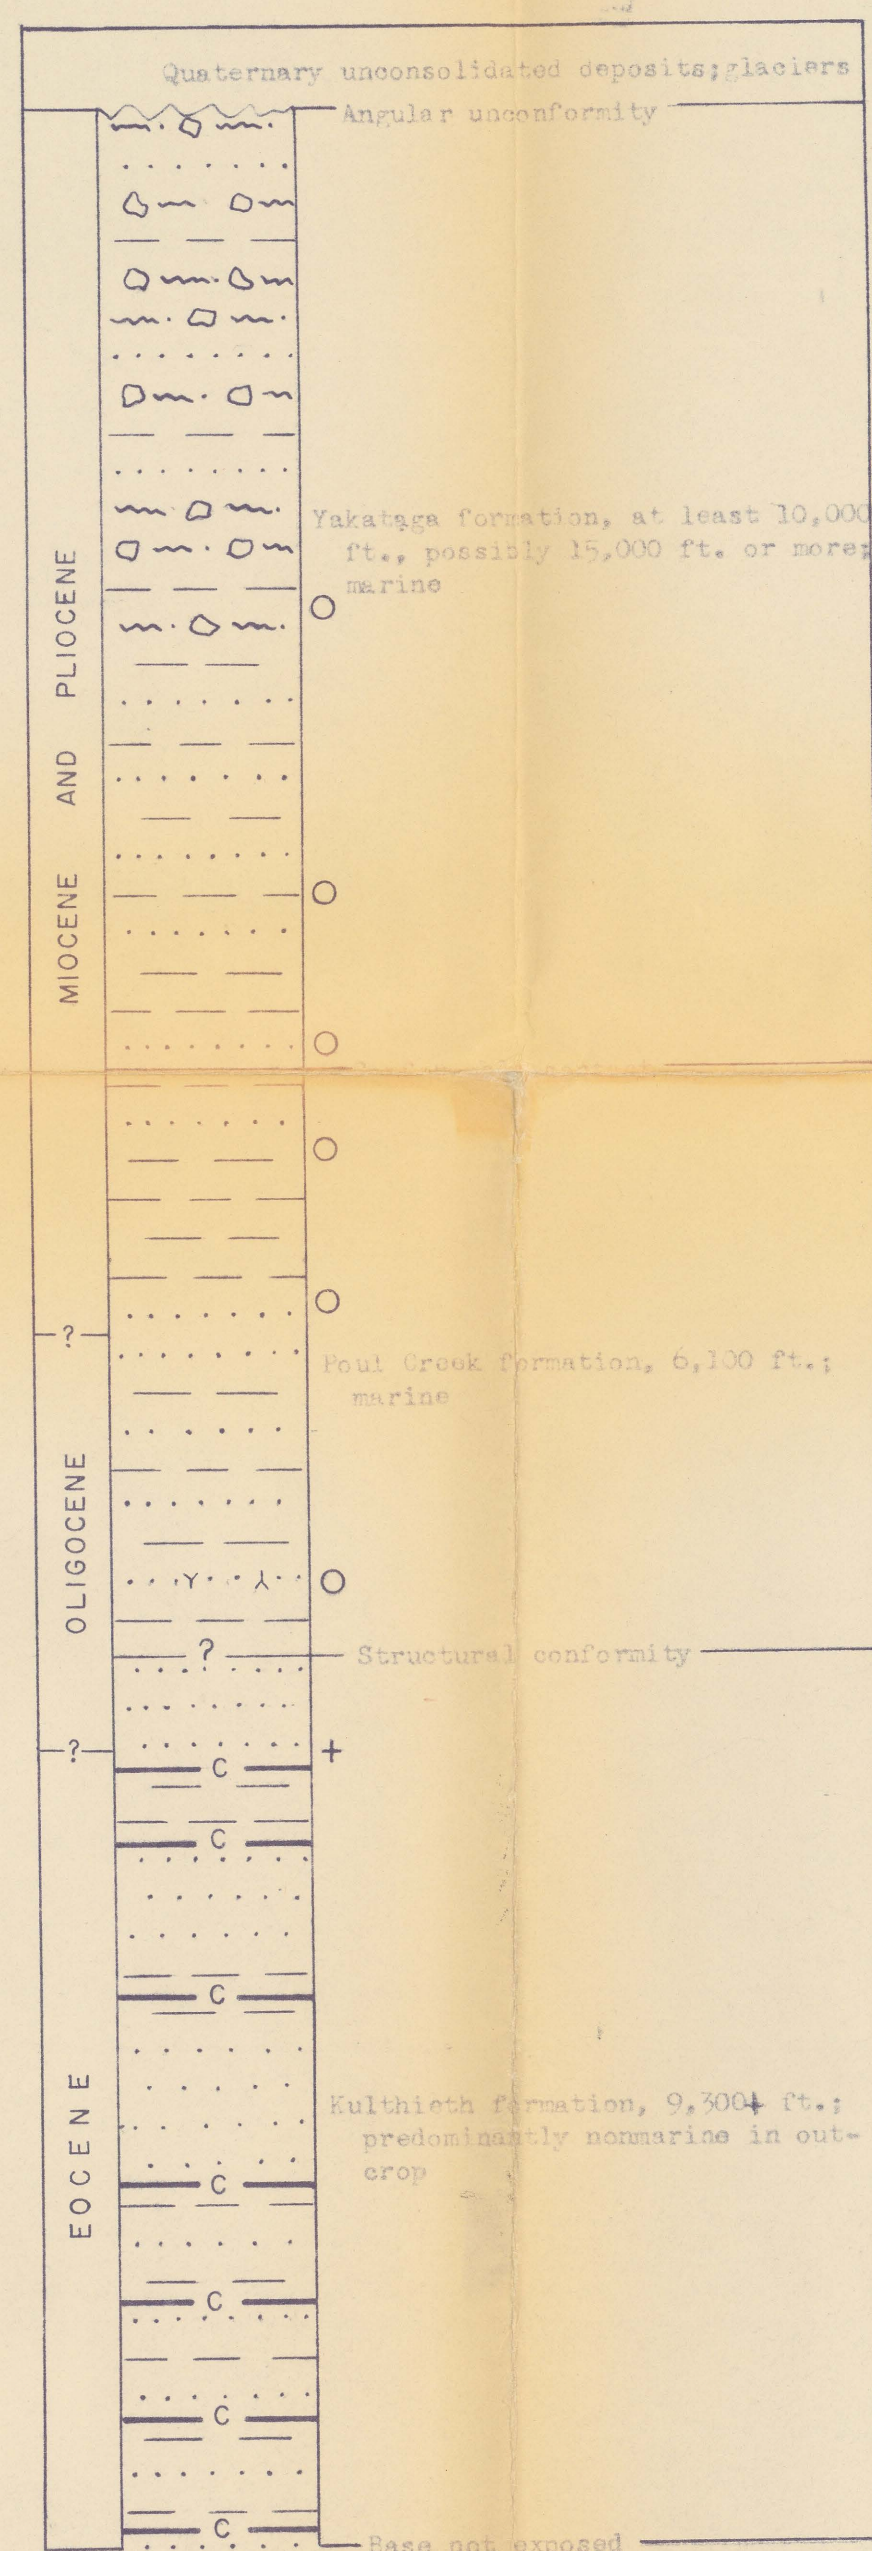 Quaternary unconsolidated deposits;glaciers
Angular unconformity
Yakataga formation, at least 10,000
ft., possibly 15,000 ft. or more;
marine
MIOCENE AND PLIOCENE
?
Poul Creek formation, 6,100 ft.;
marine
OLIGOCENE
?
Structural conformity
?
C
C
C
Kulthieth formation, 9,300+ ft.;
predominantly nonmarine in out-
crop
EOCENE
C
C
C
C
Base not exposed